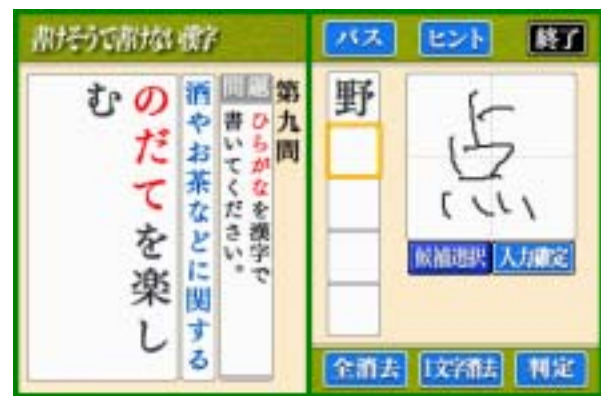 書けそうで書けない漢字
第九問
問題
ひらがなを漢字で
書いてください。
酒やお茶などに関する
のだてを楽し
む
パス
ヒント
終了
野
点
候補選択
入力確定
全消去
1文字消去
判定